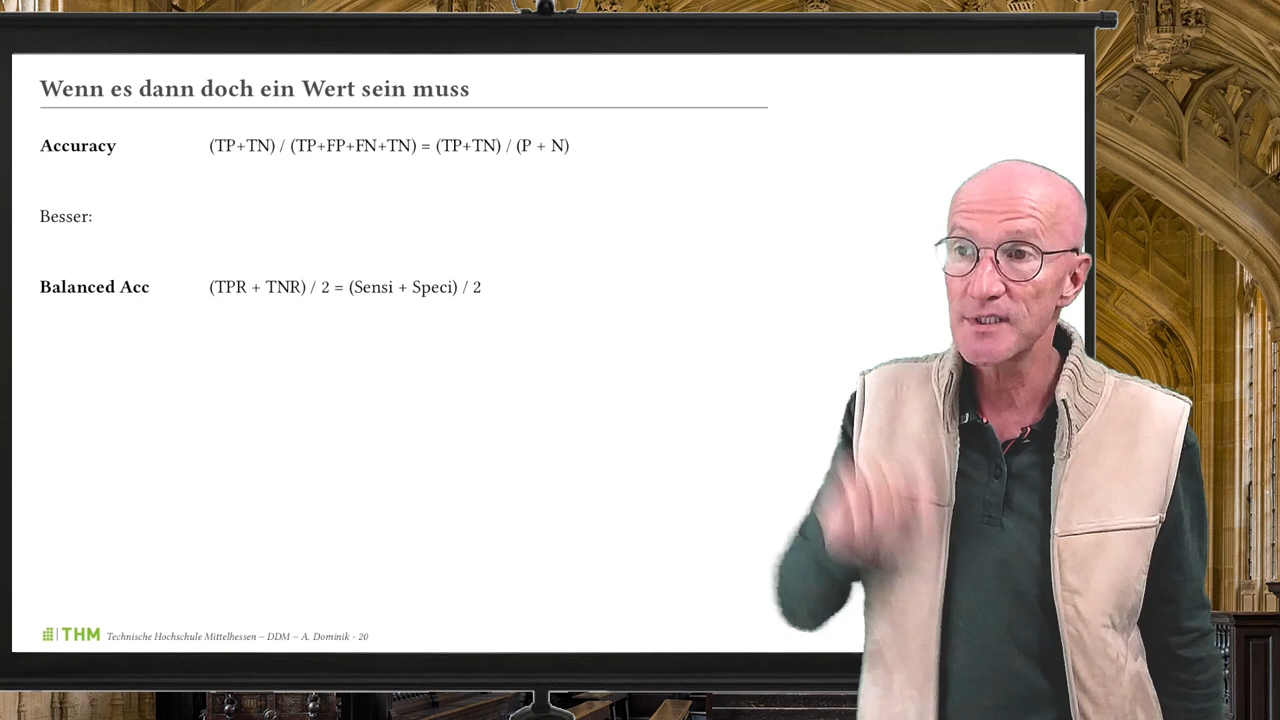 Wenn es dann doch ein Wert sein muss
Accuracy (TP+TN) / (TP+FP+FN+TN) = (TP+TN) / (P + N)
Besser:
Balanced Acc (TPR + TNR) / 2 = (Sensi + Speci) / 2
THM Technische Hochschule Mittelhessen – DDM – A. Dominik - 20